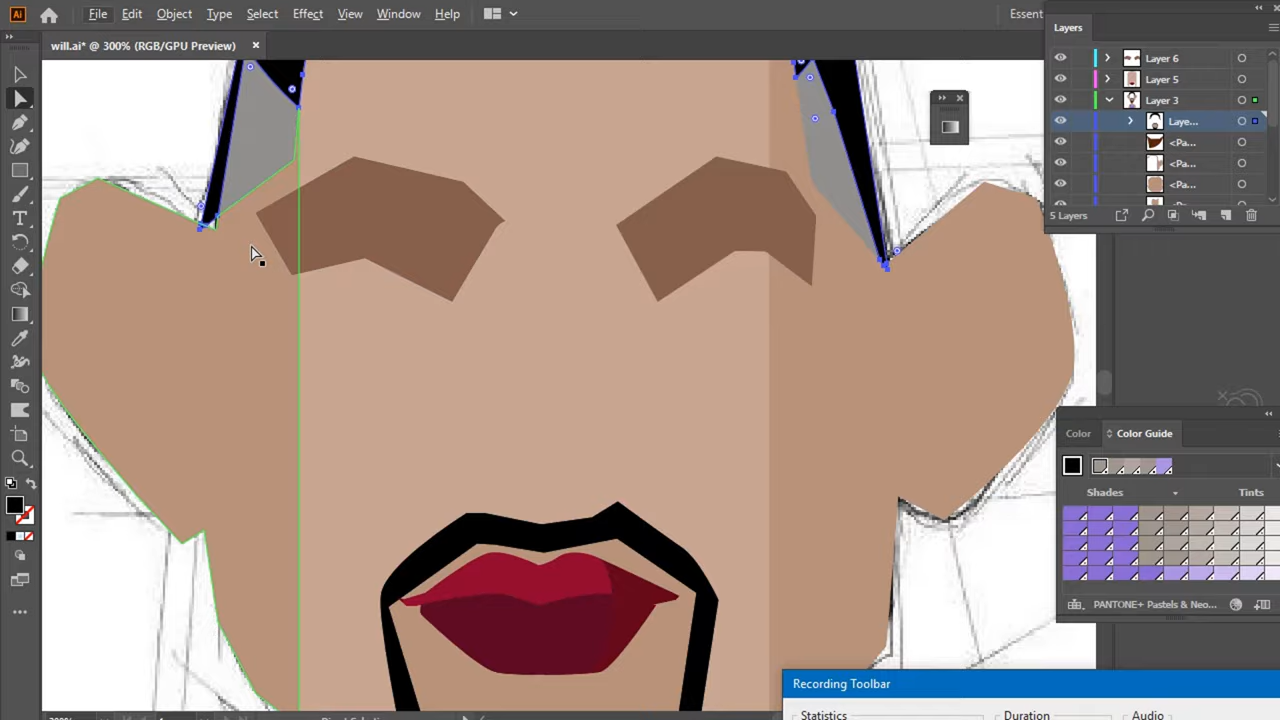 Ai File Edit Object Type Select Effect View Window Help Essent
will.ai* @ 300% (RGB/GPU Preview) ×
Layers
Layer 6
Layer 5
Layer 3
Laye...
<Pa...
<Pa...
<Pa...
5 Layers
Color Color Guide
Shades Tints
PANTONE+ Pastels & Neo...
Recording Toolbar
Statistics Duration Audio